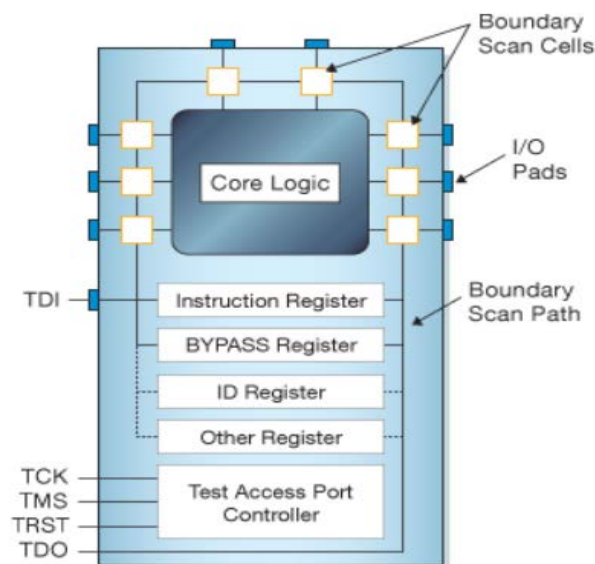 Boundary
Scan Cells
I/O
Pads
Core Logic
TDI
Instruction Register
Boundary
Scan Path
BYPASS Register
ID Register
Other Register
TCK
TMS
TRST
TDO
Test Access Port
Controller